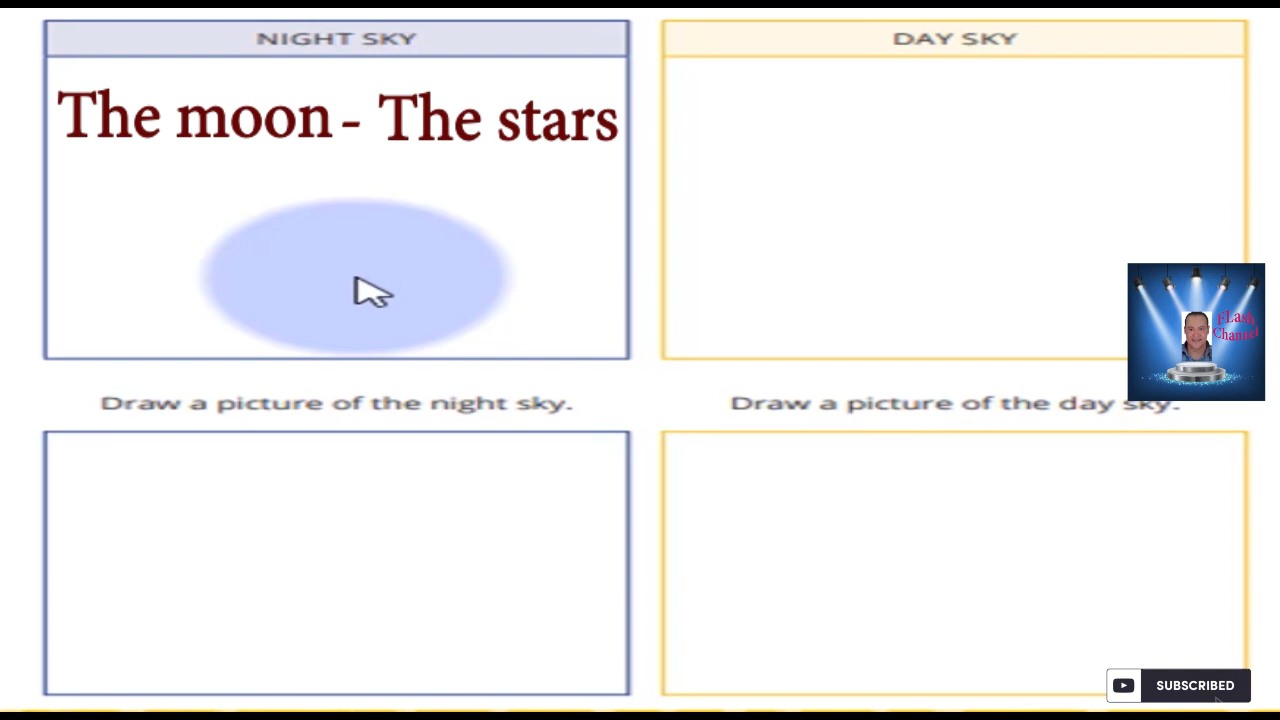 NIGHT SKY
DAY SKY
The moon - The stars
FLash
Channel
Draw a picture of the night sky.
Draw a picture of the day sky.
SUBSCRIBED